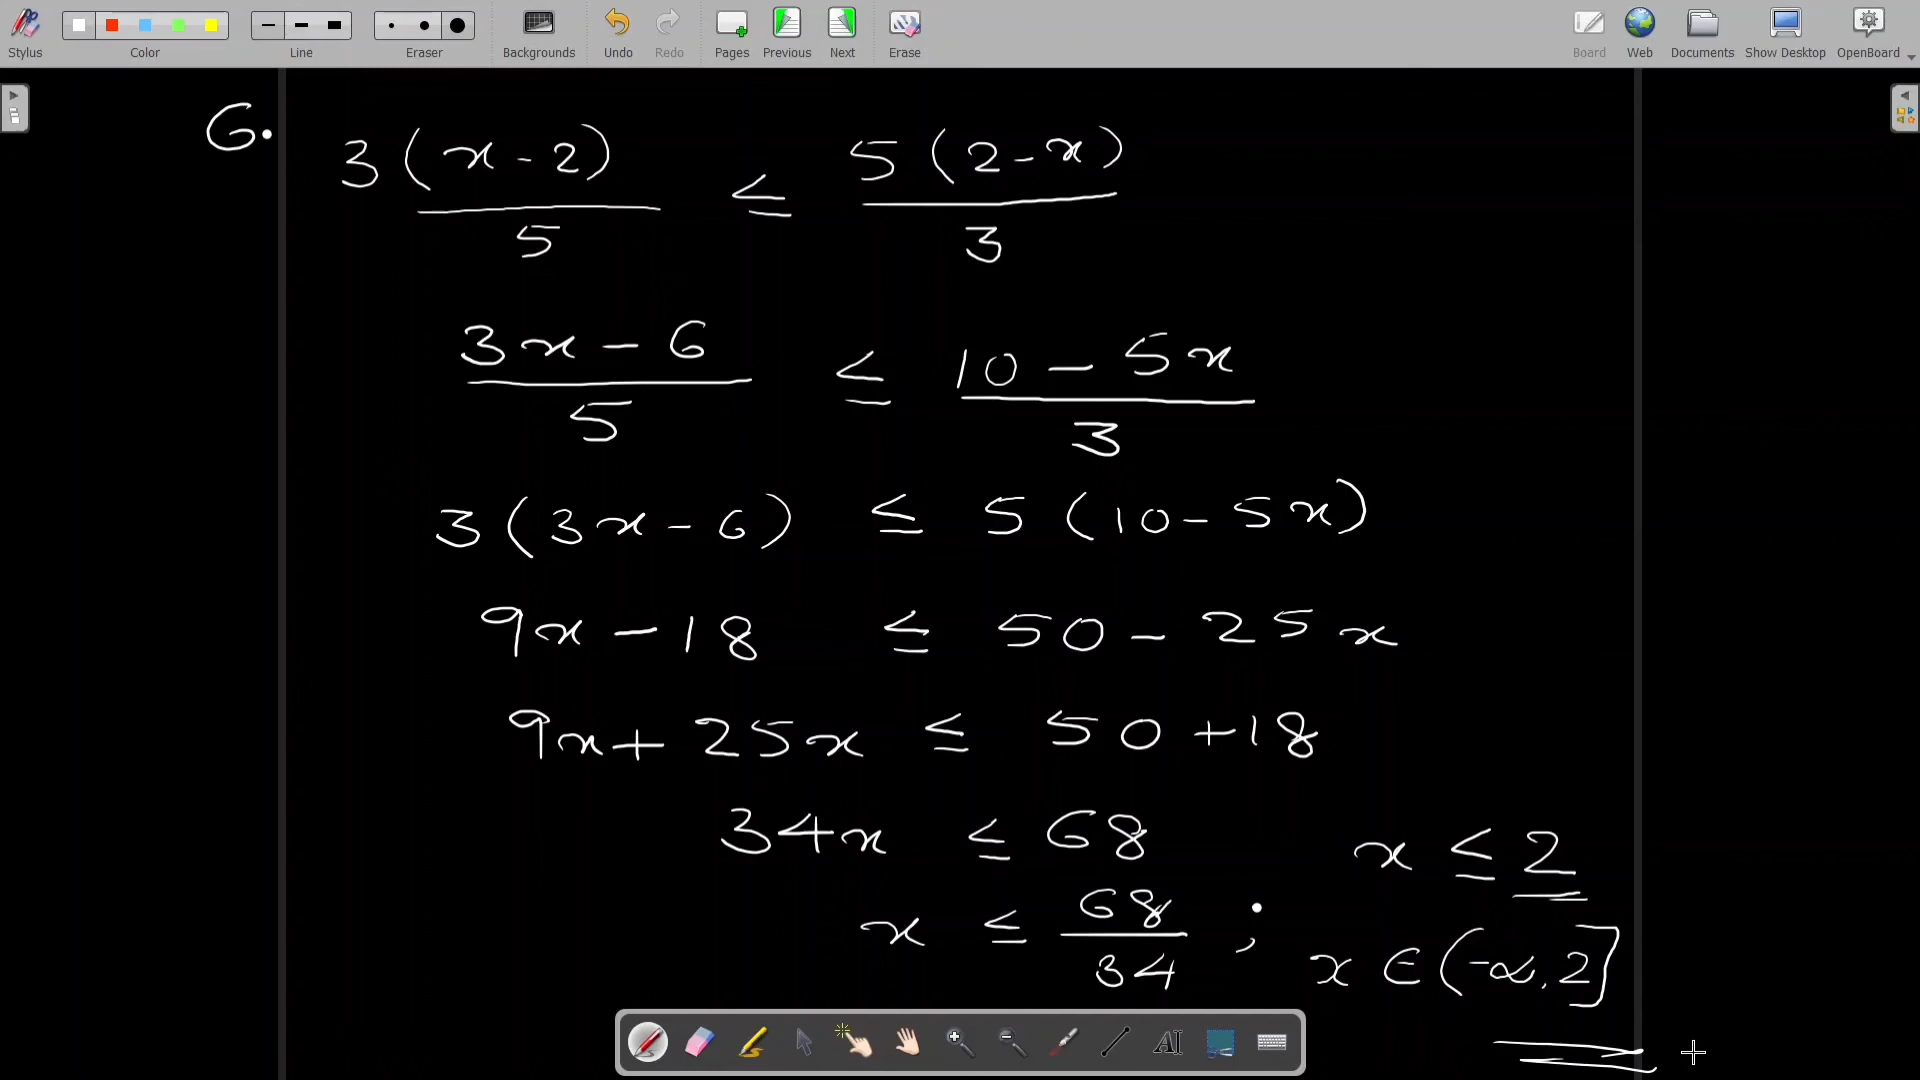 Stylus Color Line Eraser Backgrounds Undo Redo Pages Previous Next Erase Board Web Documents Show Desktop OpenBoard
6. 3(x-2)/5 ≤ 5(2-x)/3
3x-6/5 ≤ 10-5x/3
3(3x-6) ≤ 5(10-5x)
9x-18 ≤ 50-25x
9x+25x ≤ 50+18
34x ≤ 68
x ≤ 68/34 ; x ≤ 2
x ∈ (-∞,2]